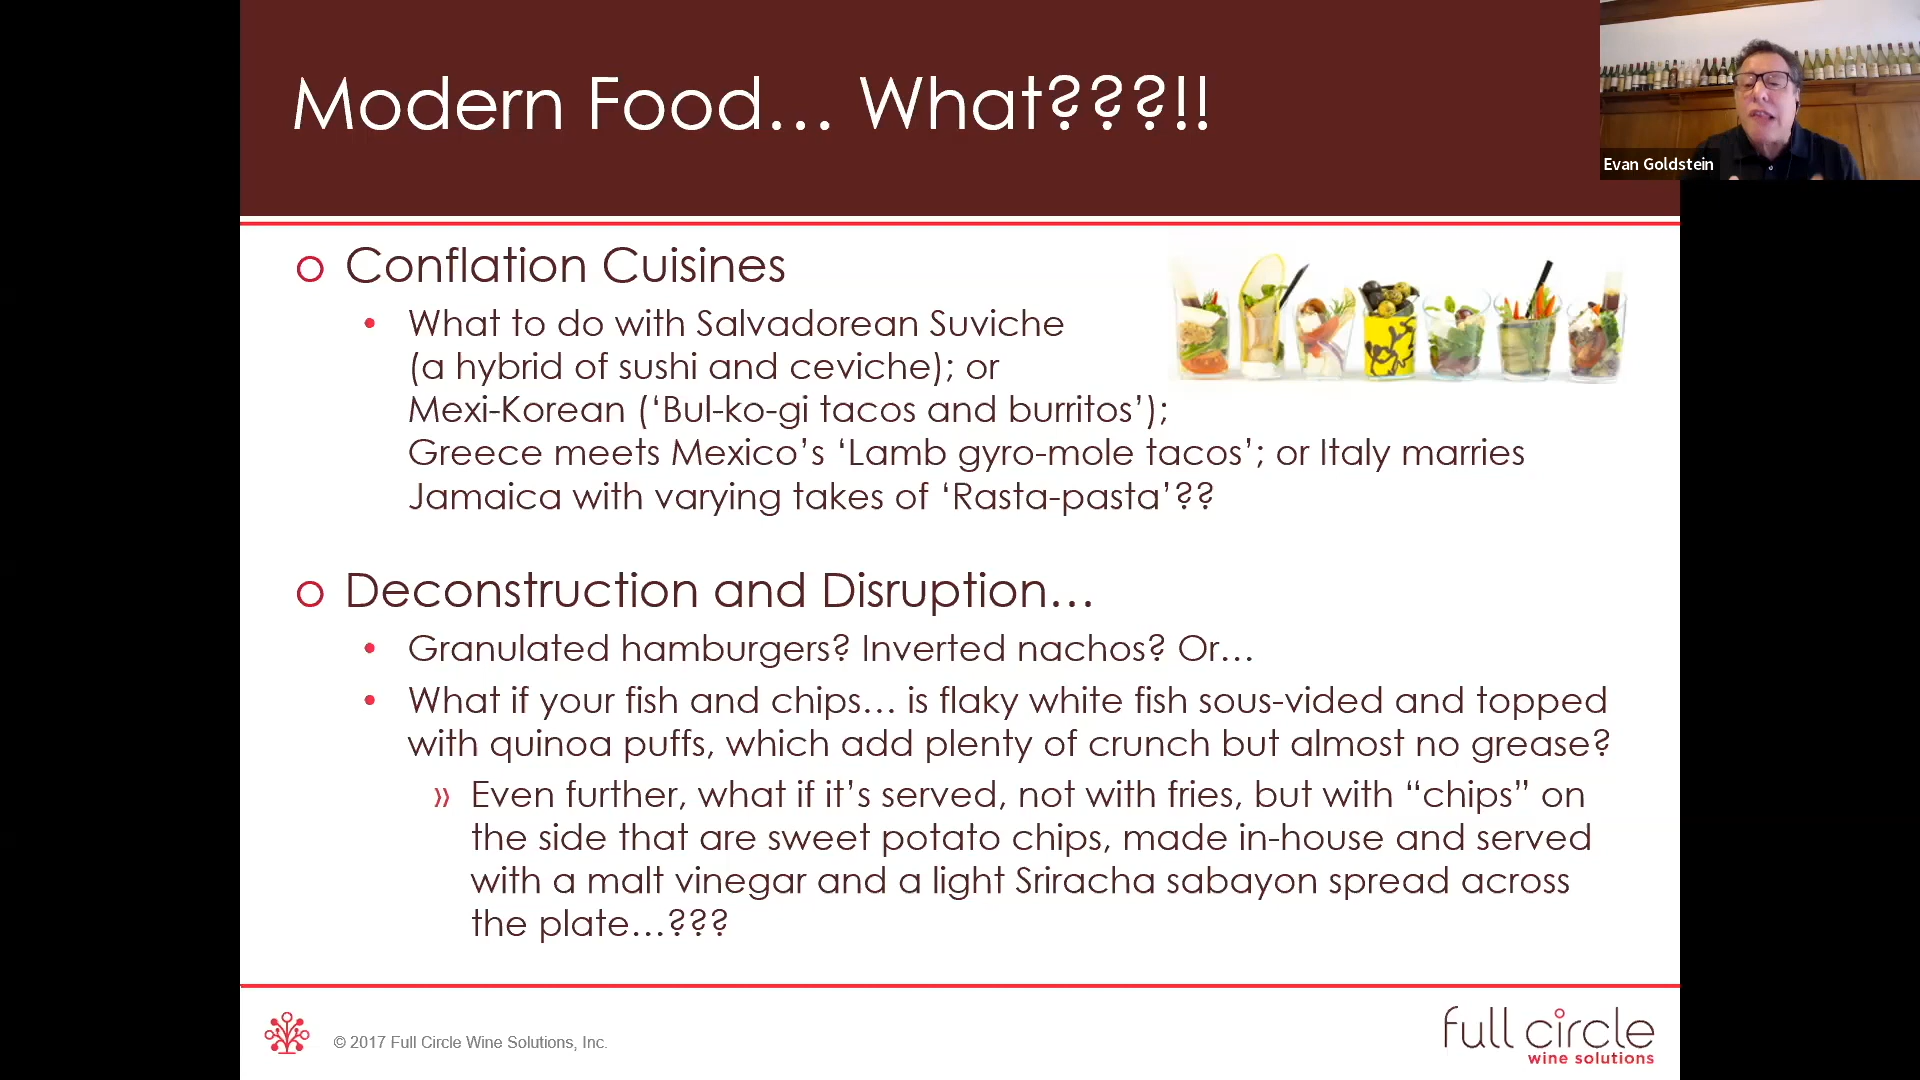 Modern Food… What???!!
Evan Goldstein
o Conflation Cuisines
• What to do with Salvadorean Suviche
(a hybrid of sushi and ceviche); or
Mexi-Korean (‘Bul-ko-gi tacos and burritos’);
Greece meets Mexico’s ‘Lamb gyro-mole tacos’; or Italy marries
Jamaica with varying takes of ‘Rasta-pasta’??
o Deconstruction and Disruption…
• Granulated hamburgers? Inverted nachos? Or…
• What if your fish and chips… is flaky white fish sous-vided and topped
with quinoa puffs, which add plenty of crunch but almost no grease?
» Even further, what if it’s served, not with fries, but with “chips” on
the side that are sweet potato chips, made in-house and served
with a malt vinegar and a light Sriracha sabayon spread across
the plate…???
© 2017 Full Circle Wine Solutions, Inc.
full circle
wine solutions